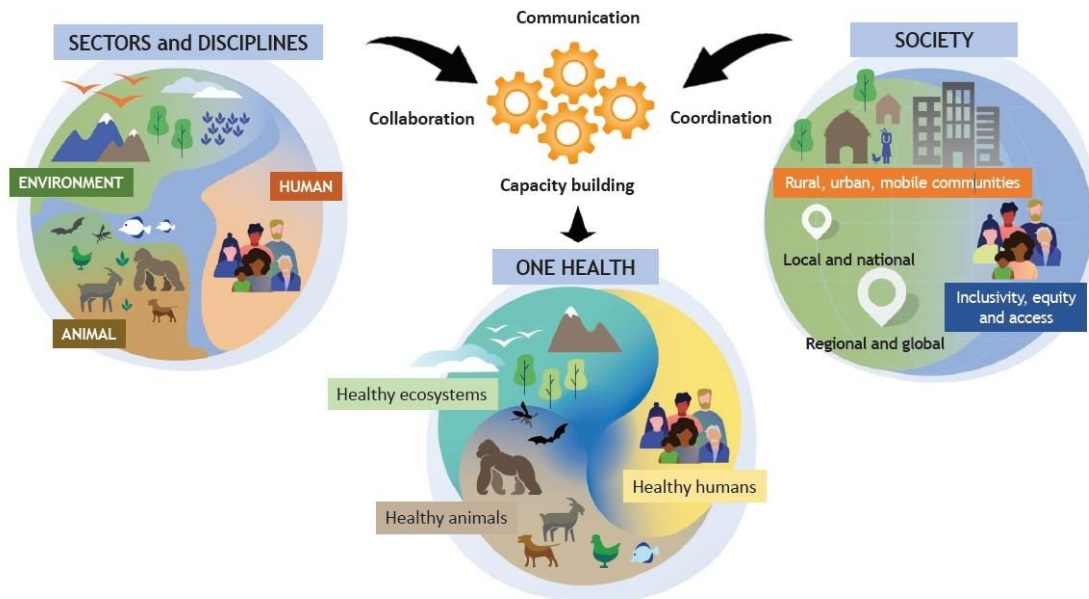 Communication
SECTORS and DISCIPLINES
SOCIETY
Collaboration
Coordination
ENVIRONMENT
HUMAN
Capacity building
Rural, urban, mobile communities
Local and national
ONE HEALTH
Inclusivity, equity
and access
ANIMAL
Regional and global
Healthy ecosystems
Healthy humans
Healthy animals